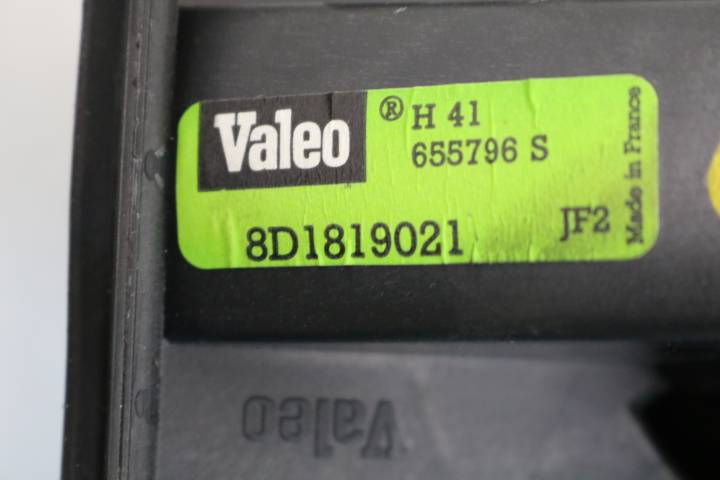 Valeo ® H 41
655796 S
8D1819021
JF2
Made in France
Valeo